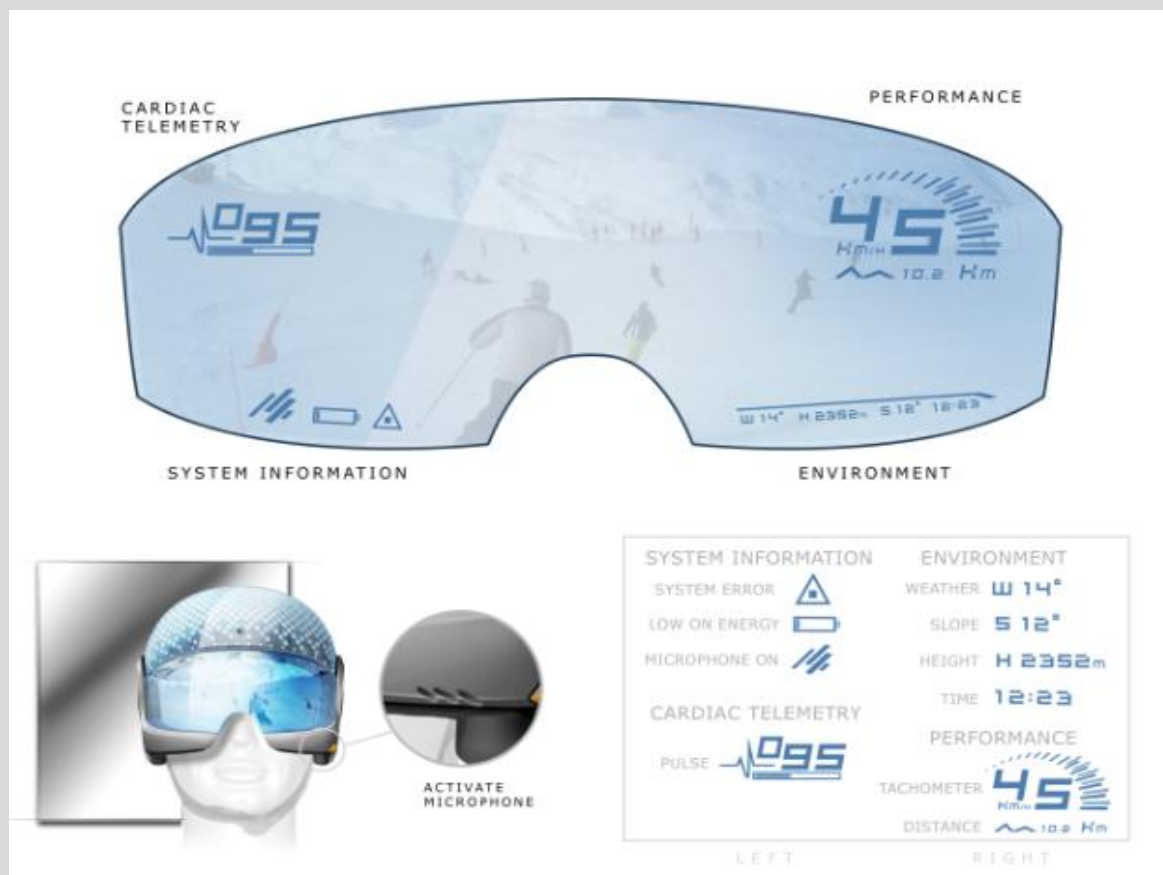 CARDIAC
TELEMETRY
PERFORMANCE
095
45
Km/H
10.2 Km
W 14° H 2352m S 12° 12:23
SYSTEM INFORMATION
ENVIRONMENT
ACTIVATE
MICROPHONE
SYSTEM INFORMATION
SYSTEM ERROR
LOW ON ENERGY
MICROPHONE ON
CARDIAC TELEMETRY
PULSE 095
ENVIRONMENT
WEATHER W 14°
SLOPE S 12°
HEIGHT H 2352m
TIME 12:23
PERFORMANCE
TACHOMETER 45
Km/H
DISTANCE 10.2 Km
LEFT
RIGHT